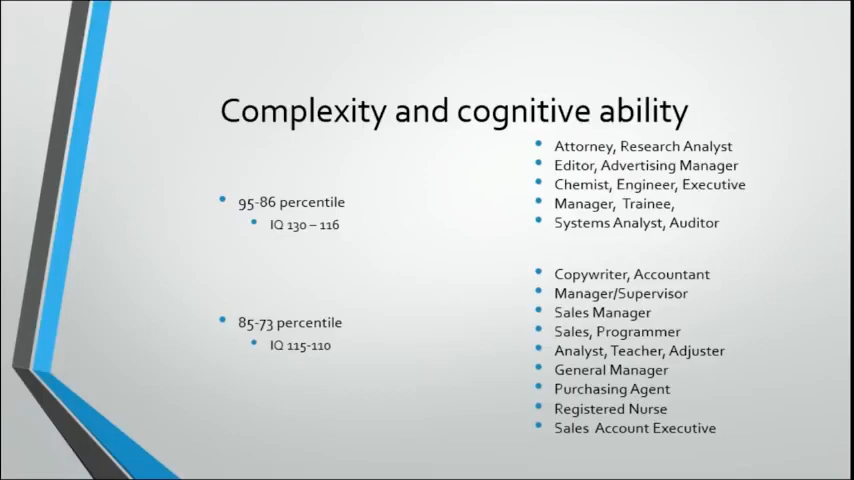 Complexity and cognitive ability
95-86 percentile
IQ 130 – 116
Attorney, Research Analyst
Editor, Advertising Manager
Chemist, Engineer, Executive
Manager, Trainee,
Systems Analyst, Auditor
85-73 percentile
IQ 115-110
Copywriter, Accountant
Manager/Supervisor
Sales Manager
Sales, Programmer
Analyst, Teacher, Adjuster
General Manager
Purchasing Agent
Registered Nurse
Sales Account Executive